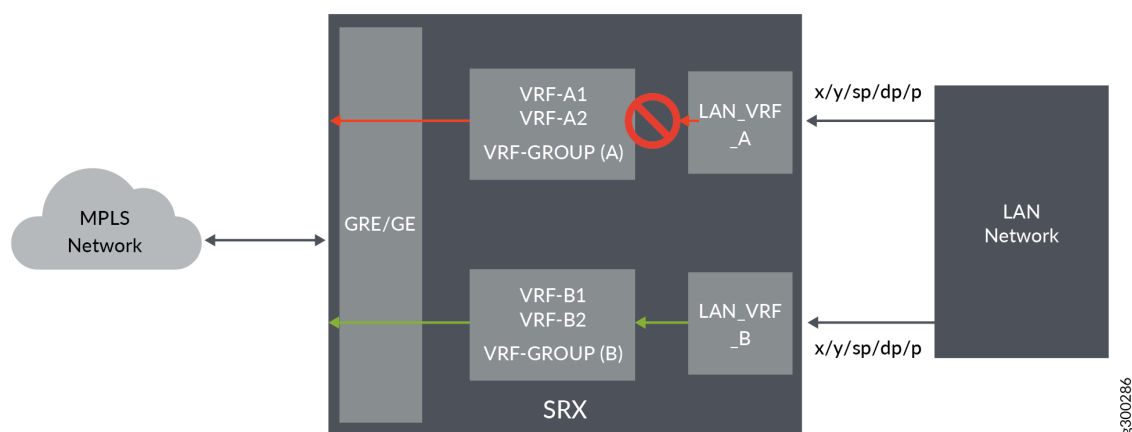 MPLS
Network
GRE/GE
VRF-A1
VRF-A2
VRF-GROUP (A)
LAN_VRF
_A
x/y/sp/dp/p
VRF-B1
VRF-B2
VRF-GROUP (B)
LAN_VRF
_B
x/y/sp/dp/p
LAN
Network
SRX
g300286